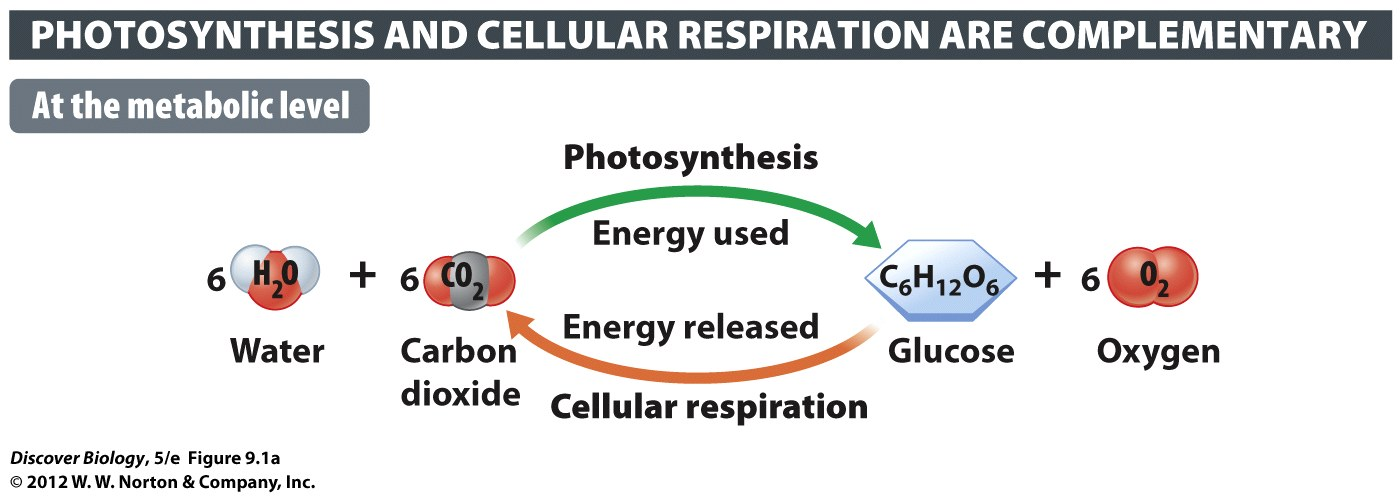 PHOTOSYNTHESIS AND CELLULAR RESPIRATION ARE COMPLEMENTARY
At the metabolic level
Photosynthesis
Energy used
6 H₂O + 6 CO₂ C₆H₁₂O₆ + 6 O₂
Energy released
Water Carbon dioxide Glucose Oxygen
Cellular respiration
Discover Biology, 5/e Figure 9.1a
© 2012 W. W. Norton & Company, Inc.